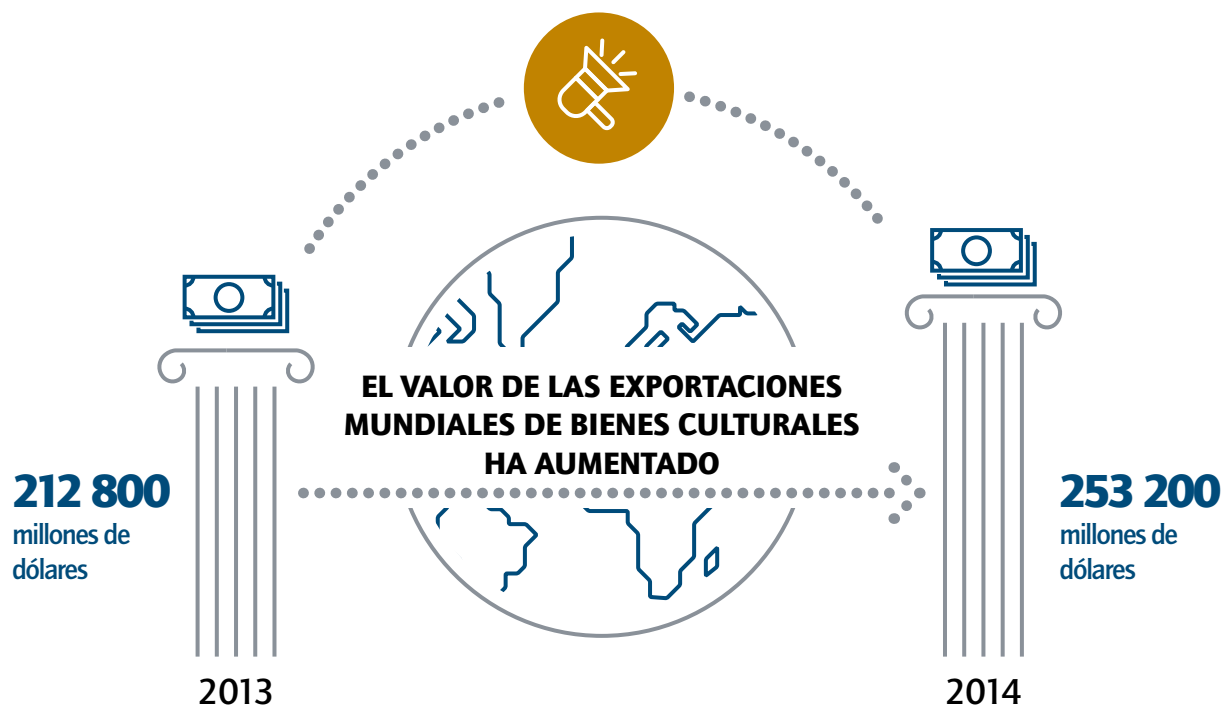 EL VALOR DE LAS EXPORTACIONES
MUNDIALES DE BIENES CULTURALES
HA AUMENTADO
212 800
millones de
dólares
2013
253 200
millones de
dólares
2014